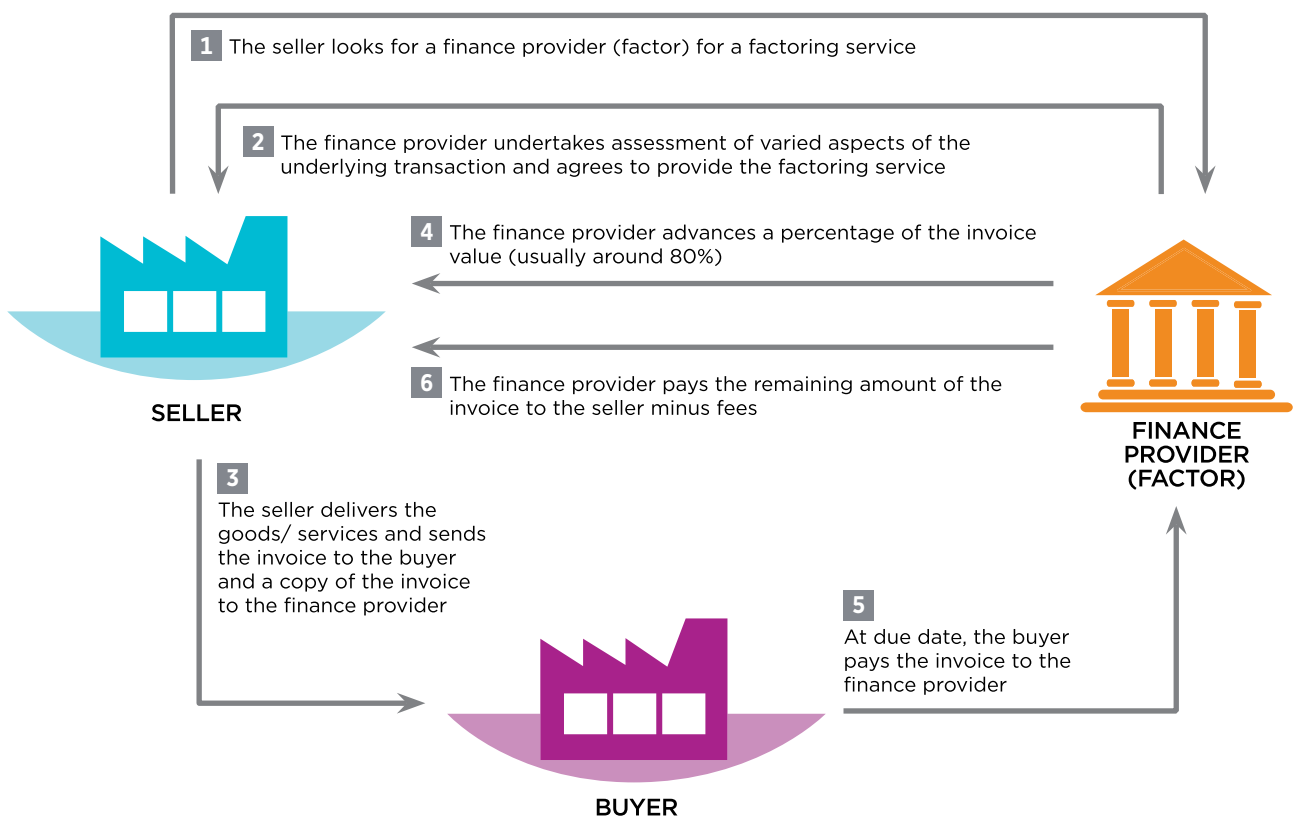 1 The seller looks for a finance provider (factor) for a factoring service
2 The finance provider undertakes assessment of varied aspects of the
underlying transaction and agrees to provide the factoring service
4 The finance provider advances a percentage of the invoice
value (usually around 80%)
6 The finance provider pays the remaining amount of the
invoice to the seller minus fees
SELLER
FINANCE
PROVIDER
(FACTOR)
3
The seller delivers the
goods/ services and sends
the invoice to the buyer
and a copy of the invoice
to the finance provider
5
At due date, the buyer
pays the invoice to the
finance provider
BUYER